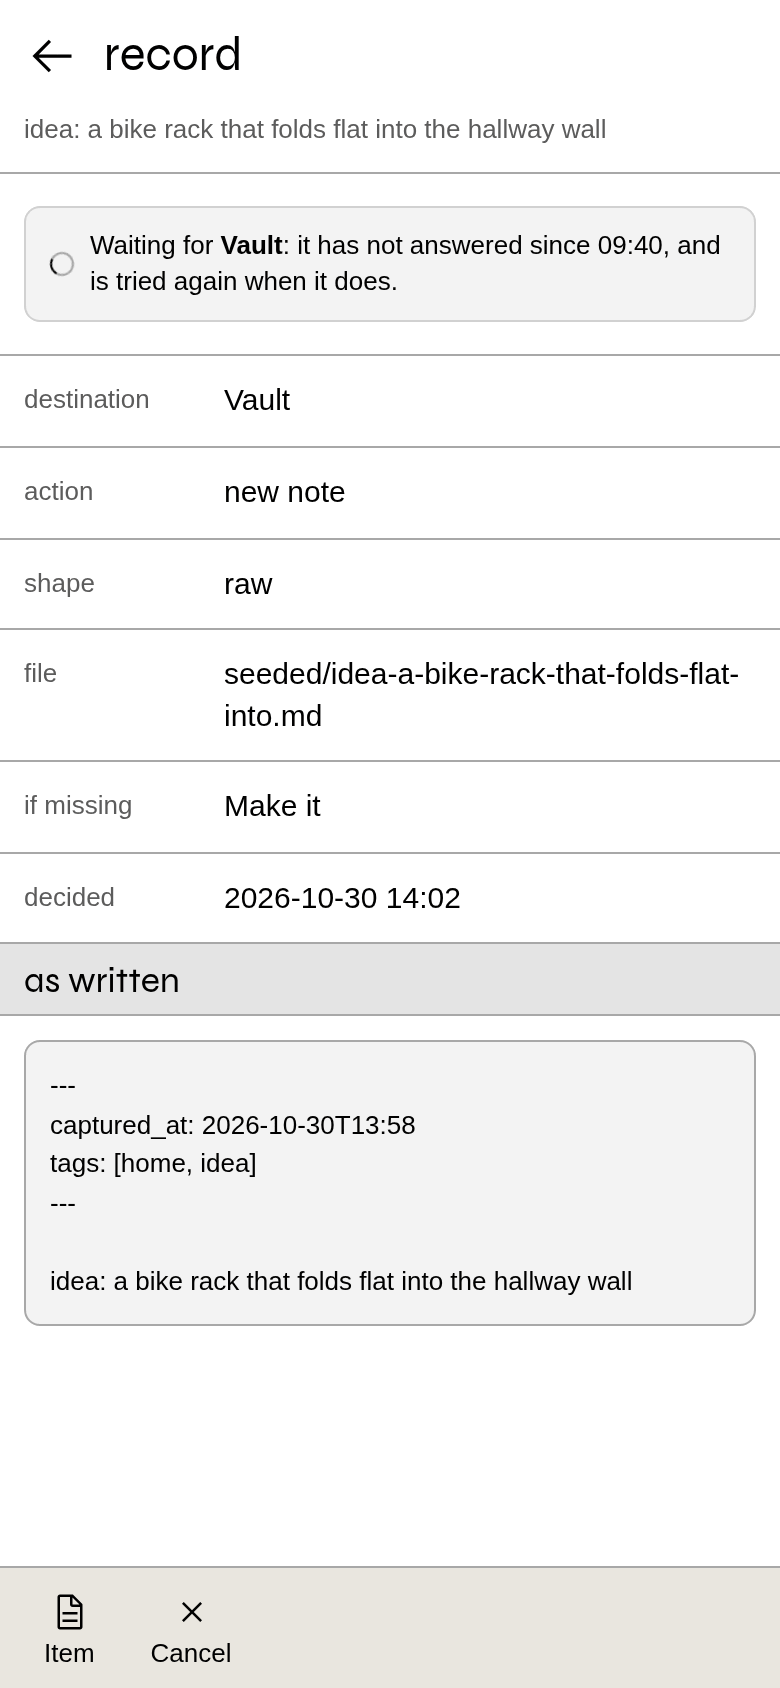 record
idea: a bike rack that folds flat into the hallway wall
Waiting for Vault: it has not answered since 09:40, and
is tried again when it does.
destination Vault
action new note
shape raw
file seeded/idea-a-bike-rack-that-folds-flat-
into.md
if missing Make it
decided 2026-10-30 14:02
as written
---
captured_at: 2026-10-30T13:58
tags: [home, idea]
---
idea: a bike rack that folds flat into the hallway wall
Item Cancel